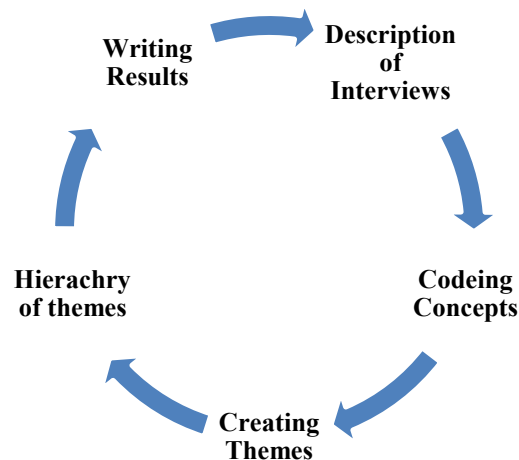 Writing
Results
Description
of
Interviews
Codeing
Concepts
Creating
Themes
Hierachry
of themes